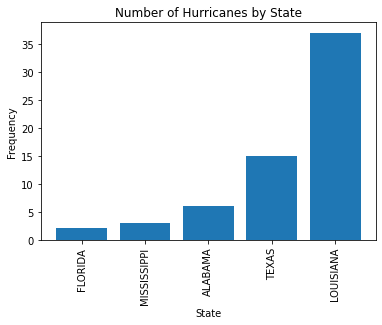 Number of Hurricanes by State
Frequency
35
30
25
20
15
10
5
0
FLORIDA
MISSISSIPPI
ALABAMA
TEXAS
LOUISIANA
State